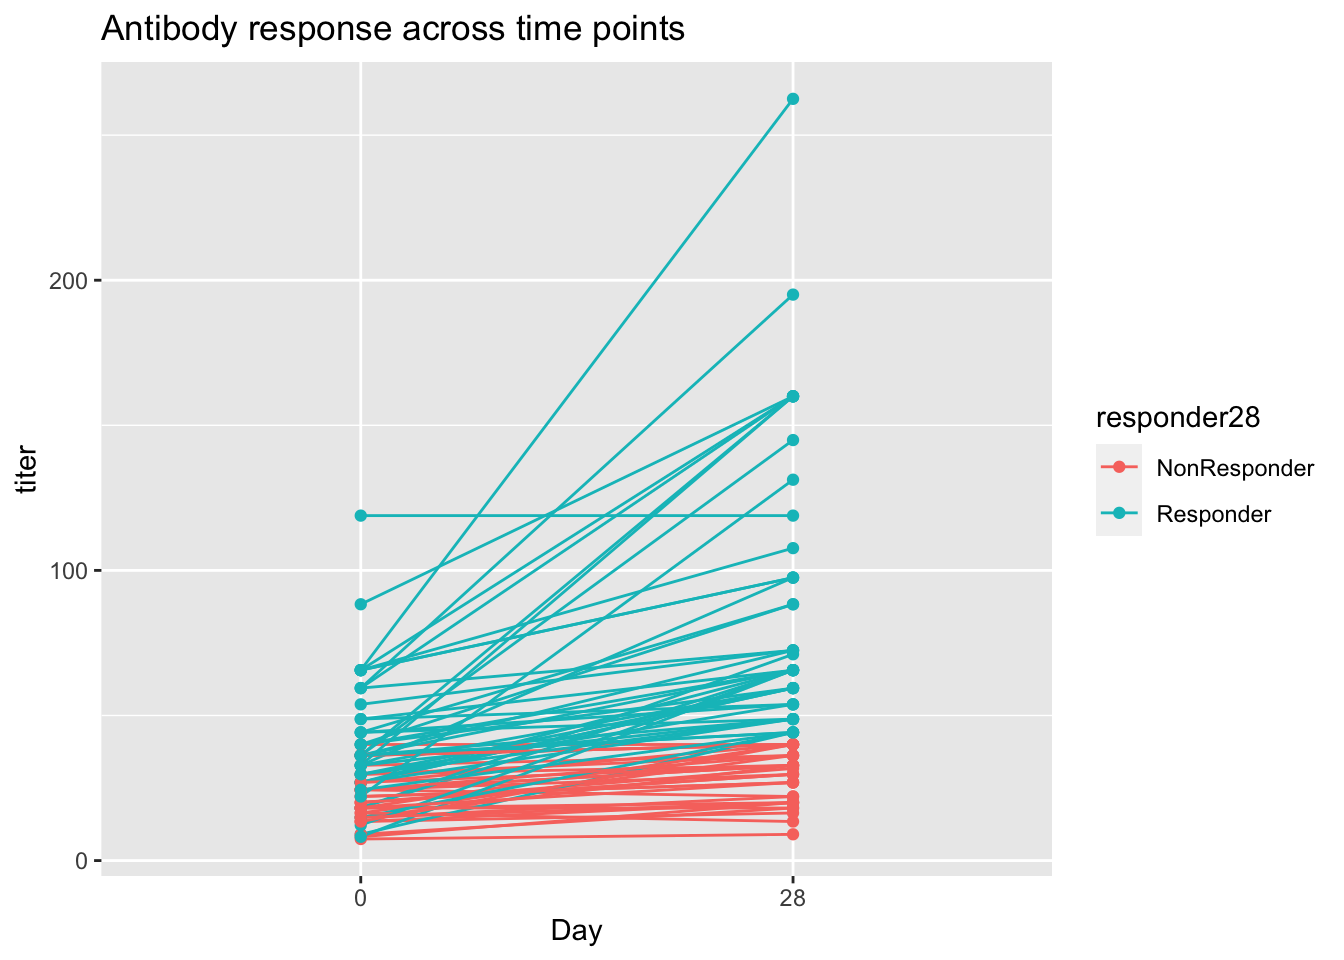 Antibody response across time points
titer
200
100
0
0 28
Day
responder28
NonResponder
Responder